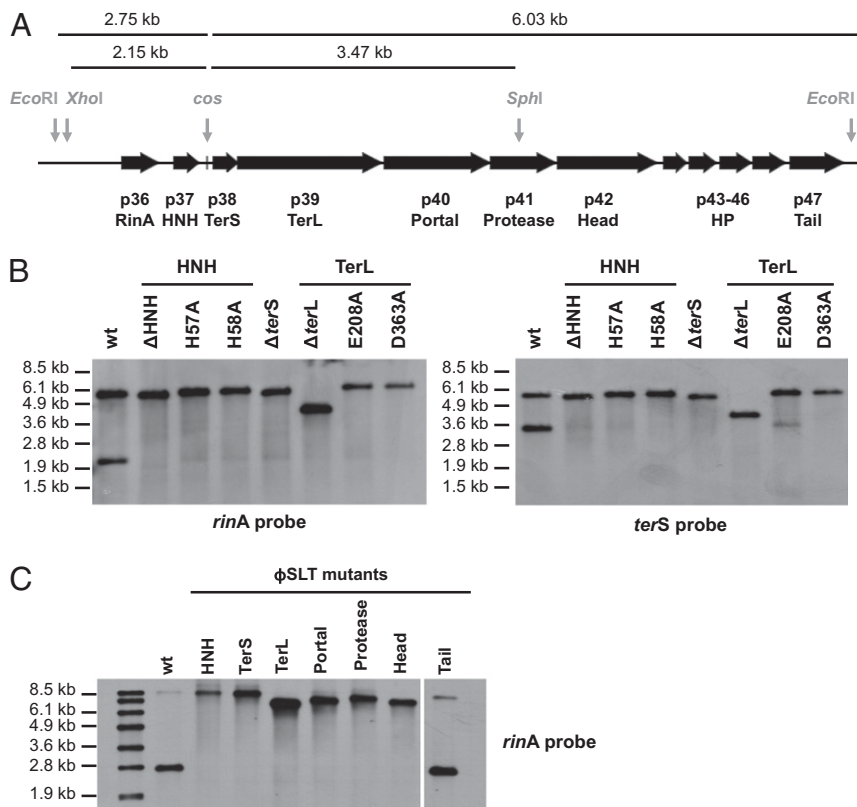 A
2.75 kb 6.03 kb
2.15 kb 3.47 kb
EcoRI XhoI cos SphI EcoRI
p36 p37 p38 p39 p40 p41 p42 p43-46 p47
RinA HNH TerS TerL Portal Protease Head HP Tail
B
HNH TerL
wt ΔHNH H57A H58A ΔterS ΔterL E208A D363A
8.5 kb
6.1 kb
4.9 kb
3.6 kb
2.8 kb
1.9 kb
1.5 kb
rinA probe
HNH TerL
wt ΔHNH H57A H58A ΔterS ΔterL E208A D363A
8.5 kb
6.1 kb
4.9 kb
3.6 kb
2.8 kb
1.9 kb
1.5 kb
terS probe
C
ϕSLT mutants
wt HNH TerS TerL Portal Protease Head Tail
8.5 kb
6.1 kb
4.9 kb
3.6 kb
2.8 kb
1.9 kb
rinA probe